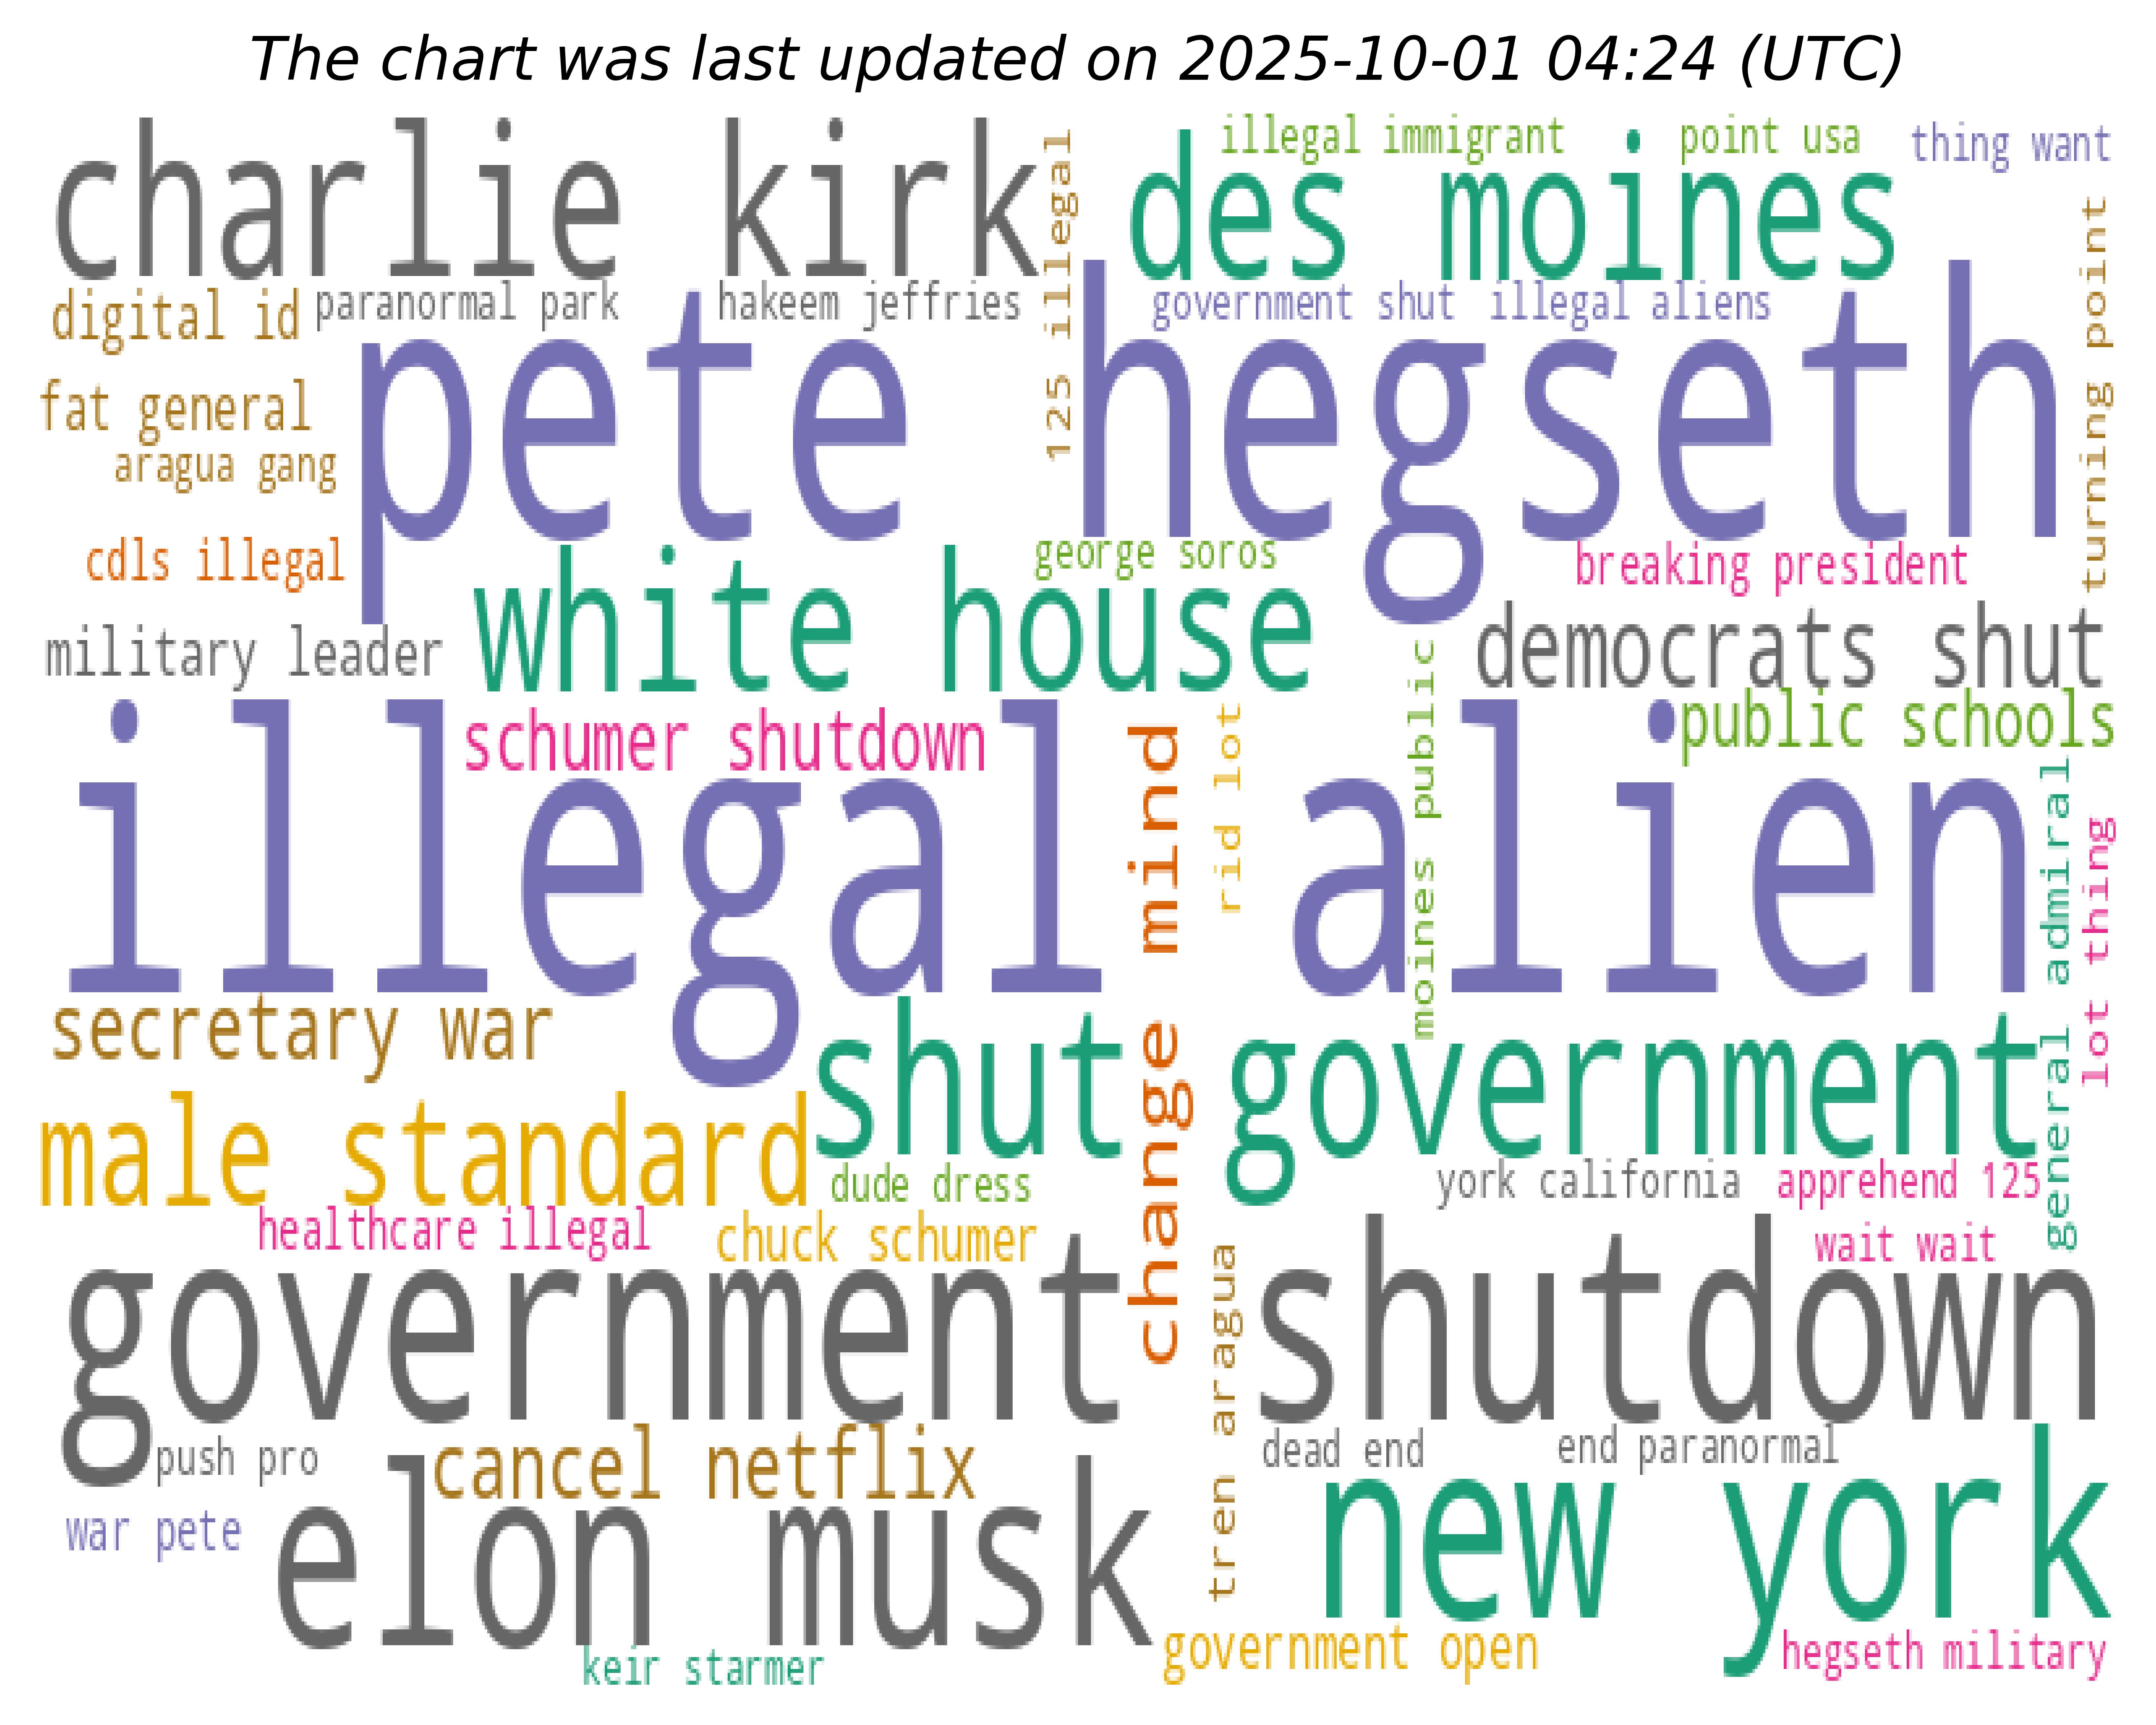 The chart was last updated on 2025-10-01 04:24 (UTC)
charlie kirk
125 illegal
des moines
illegal immigrant
point usa
thing want
turning point
digital id
paranormal park
hakeem jeffries
government shut
illegal aliens
pete hegseth
fat general
aragua gang
cdls illegal
george soros
breaking president
white house
military leader
democrats shut
moines public
public schools
schumer shutdown
illegal alien
change mind
rid lot
general admiral
lot thing
secretary war
shut government
male standard
dude dress
york california
apprehend 125
healthcare illegal
chuck schumer
wait wait
government shutdown
tren aragua
push pro
cancel netflix
dead end
end paranormal
war pete
elon musk
new york
keir starmer
government open
hegseth military